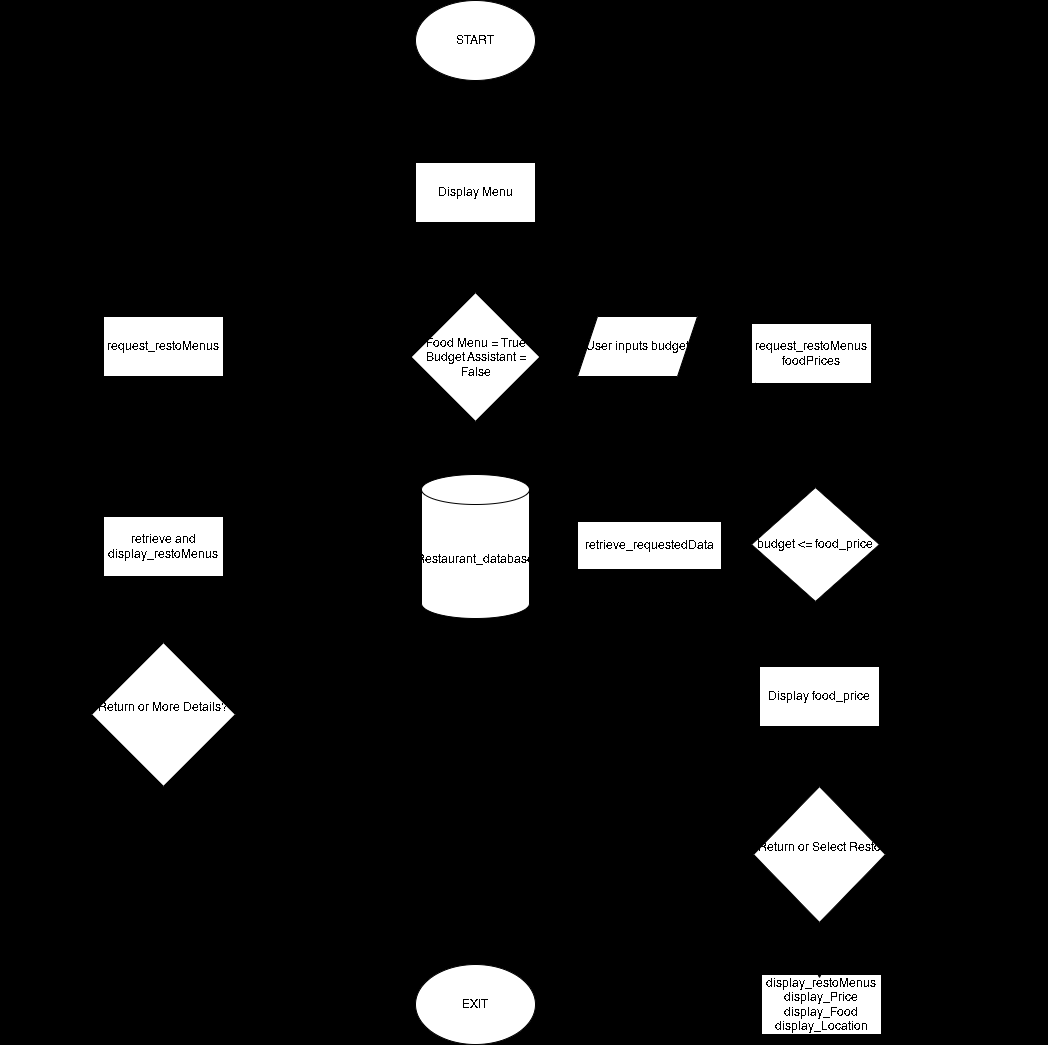 START
Display Menu
request_restoMenus
Food Menu = True
Budget Assistant =
False
User inputs budget
request_restoMenus
foodPrices
retrieve and
display_restoMenus
Restaurant_database
retrieve_requestedData
budget <= food_price
Return or More Details?
Display food_price
Return or Select Resto
EXIT
display_restoMenus
display_Price
display_Food
display_Location